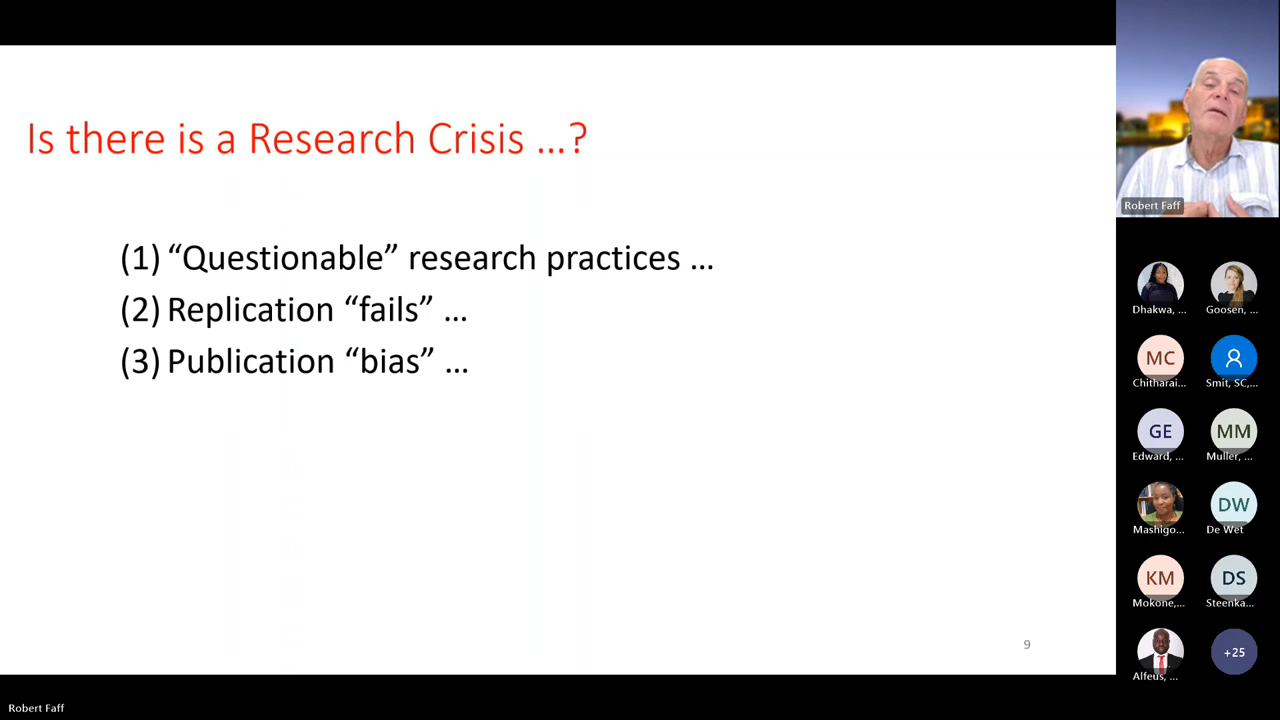 Is there is a Research Crisis …?
(1) “Questionable” research practices …
(2) Replication “fails” …
(3) Publication “bias” …
9
Robert Faff
Dhakwa, ...
Goosen, ...
MC
Chitharai...
Smit, SC,...
GE
Edward, ...
MM
Muller, ...
Mashigo...
DW
De Wet
KM
Mokone,...
DS
Steenka...
Alfeus, ...
+25
Robert Faff